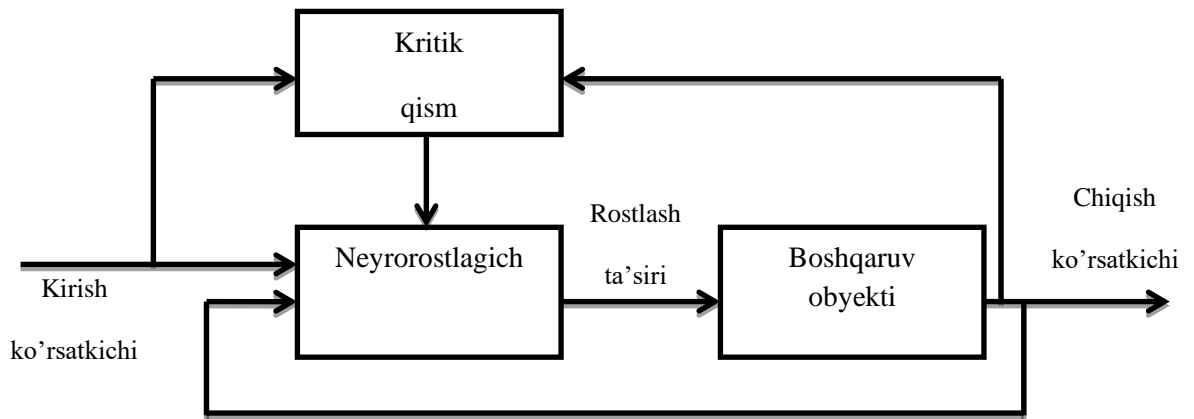 Kritik
qism
Rostlash
ta’siri
Chiqish
ko’rsatkichi
Neyrorostlagich
Boshqaruv
obyekti
Kirish
ko’rsatkichi